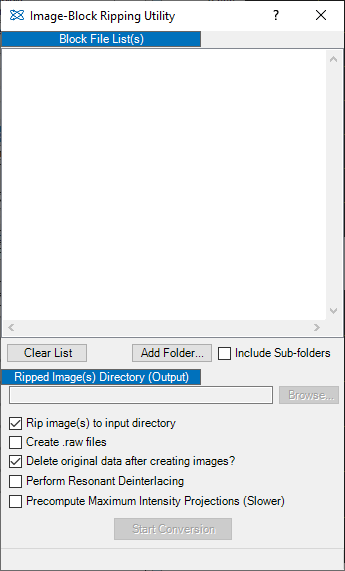 Image-Block Ripping Utility
Block File List(s)
Clear List
Add Folder...
Include Sub-folders
Ripped Image(s) Directory (Output)
Browse...
Rip image(s) to input directory
Create .raw files
Delete original data after creating images?
Perform Resonant Deinterlacing
Precompute Maximum Intensity Projections (Slower)
Start Conversion